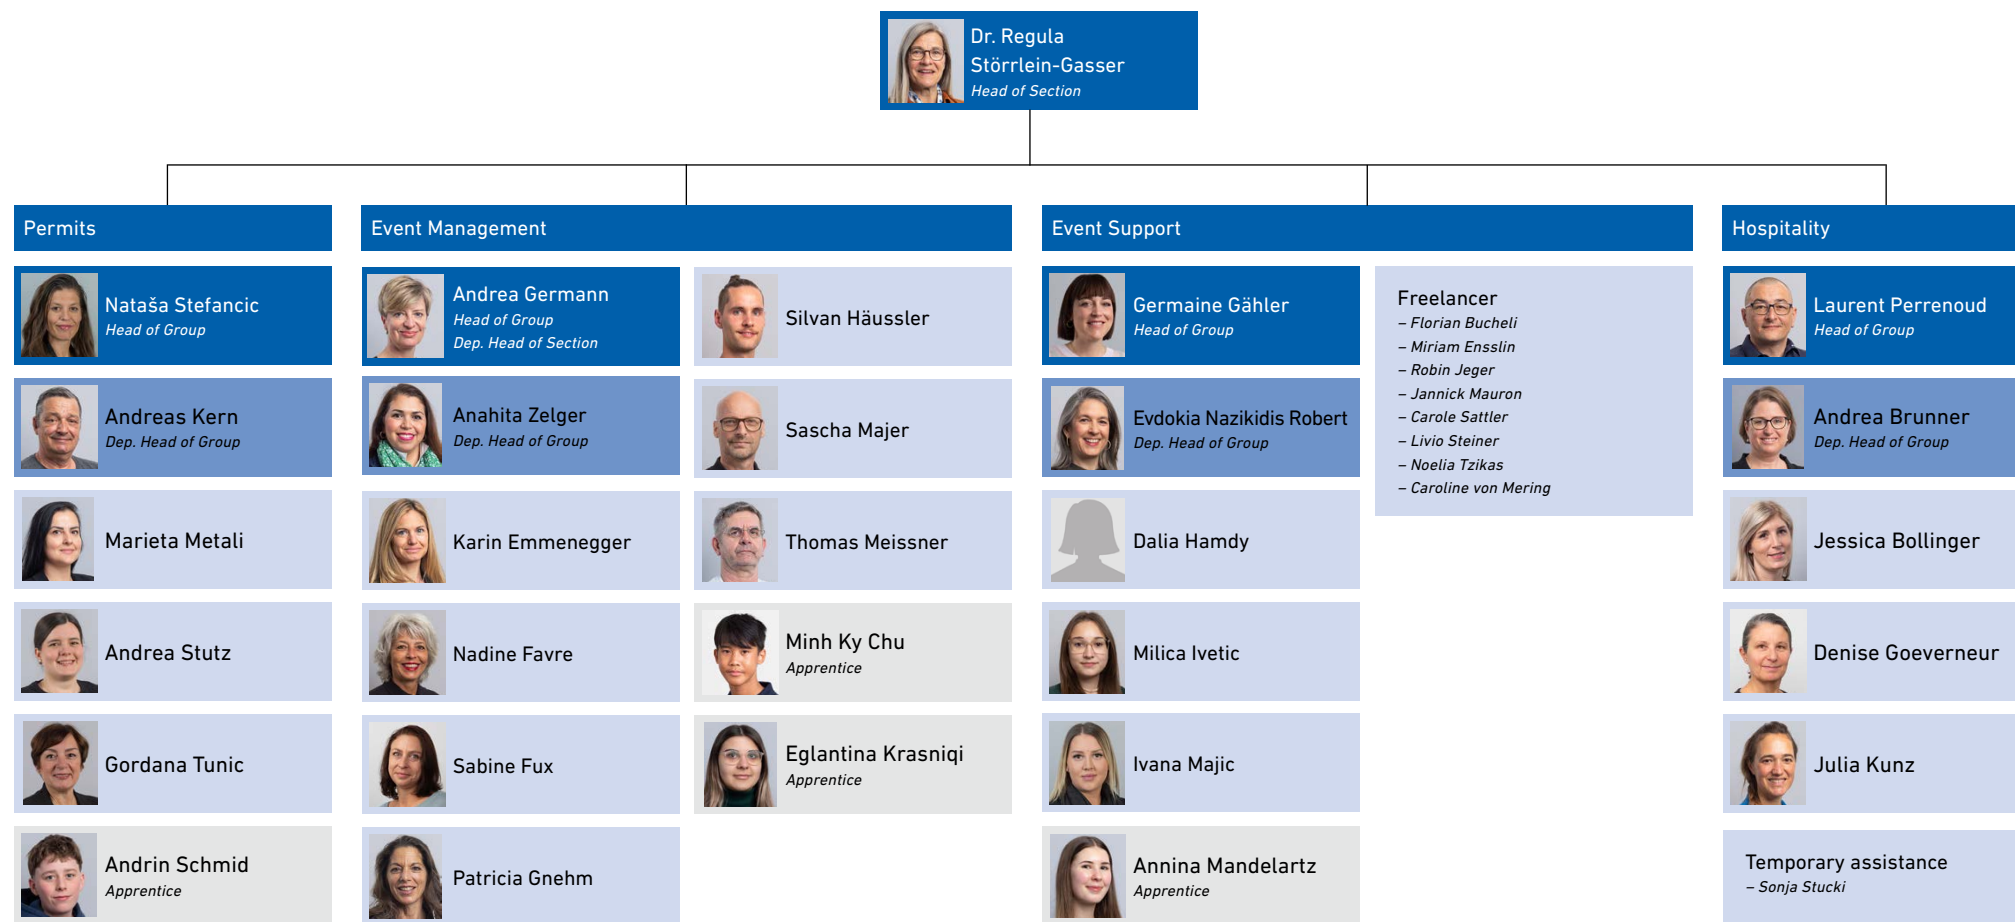 Dr. Regula
Störrlein-Gasser
Head of Section
Permits
Nataša Stefancic
Head of Group
Andreas Kern
Dep. Head of Group
Marieta Metali
Andrea Stutz
Gordana Tunic
Andrin Schmid
Apprentice
Event Management
Andrea Germann
Head of Group
Dep. Head of Section
Anahita Zelger
Dep. Head of Group
Karin Emmenegger
Nadine Favre
Sabine Fux
Patricia Gnehm
Silvan Häussler
Sascha Majer
Thomas Meissner
Minh Ky Chu
Apprentice
Eglantina Krasniqi
Apprentice
Event Support
Germaine Gähler
Head of Group
Evdokia Nazikidis Robert
Dep. Head of Group
Dalia Hamdy
Milica Ivetic
Ivana Majic
Annina Mandelartz
Apprentice
Freelancer
– Florian Bucheli
– Miriam Ensslin
– Robin Jeger
– Jannick Mauron
– Carole Sattler
– Livio Steiner
– Noelia Tzikas
– Caroline von Mering
Hospitality
Laurent Perrenoud
Head of Group
Andrea Brunner
Dep. Head of Group
Jessica Bollinger
Denise Goeverneur
Julia Kunz
Temporary assistance
– Sonja Stucki